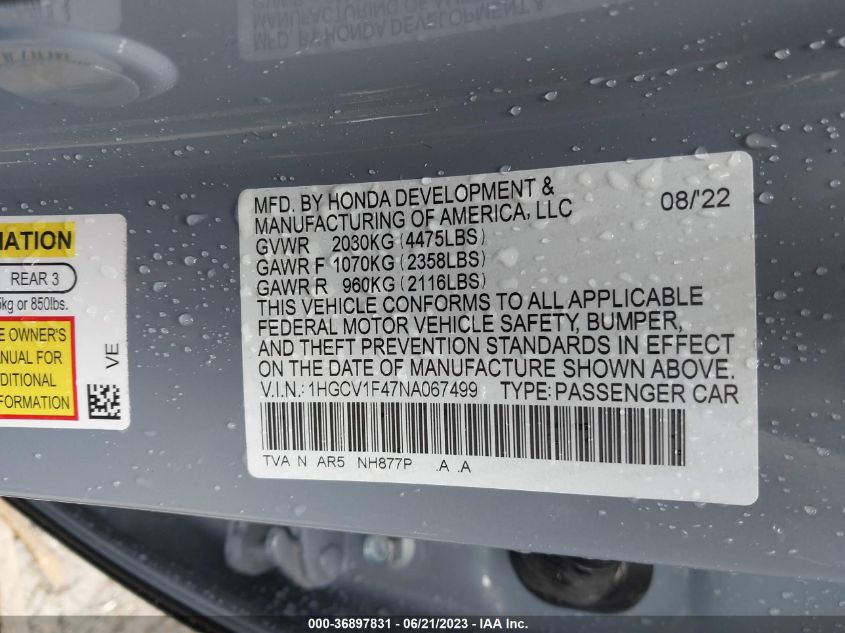 MATION
REAR 3
kg or 850lbs.
E OWNER'S
NUAL FOR
DITIONAL
FORMATION
VE
MFD. BY HONDA DEVELOPMENT &
MANUFACTURING OF AMERICA, LLC
08/'22
GVWR 2030KG (4475LBS)
GAWR F 1070KG (2358LBS)
GAWR R 960KG (2116LBS)
THIS VEHICLE CONFORMS TO ALL APPLICABLE
FEDERAL MOTOR VEHICLE SAFETY, BUMPER,
AND THEFT PREVENTION STANDARDS IN EFFECT
ON THE DATE OF MANUFACTURE SHOWN ABOVE.
V.I.N.: 1HGCV1F47NA067499 TYPE: PASSENGER CAR
TVA N AR5 NH877P .A .A
000-36897831 - 06/21/2023 - IAA Inc.